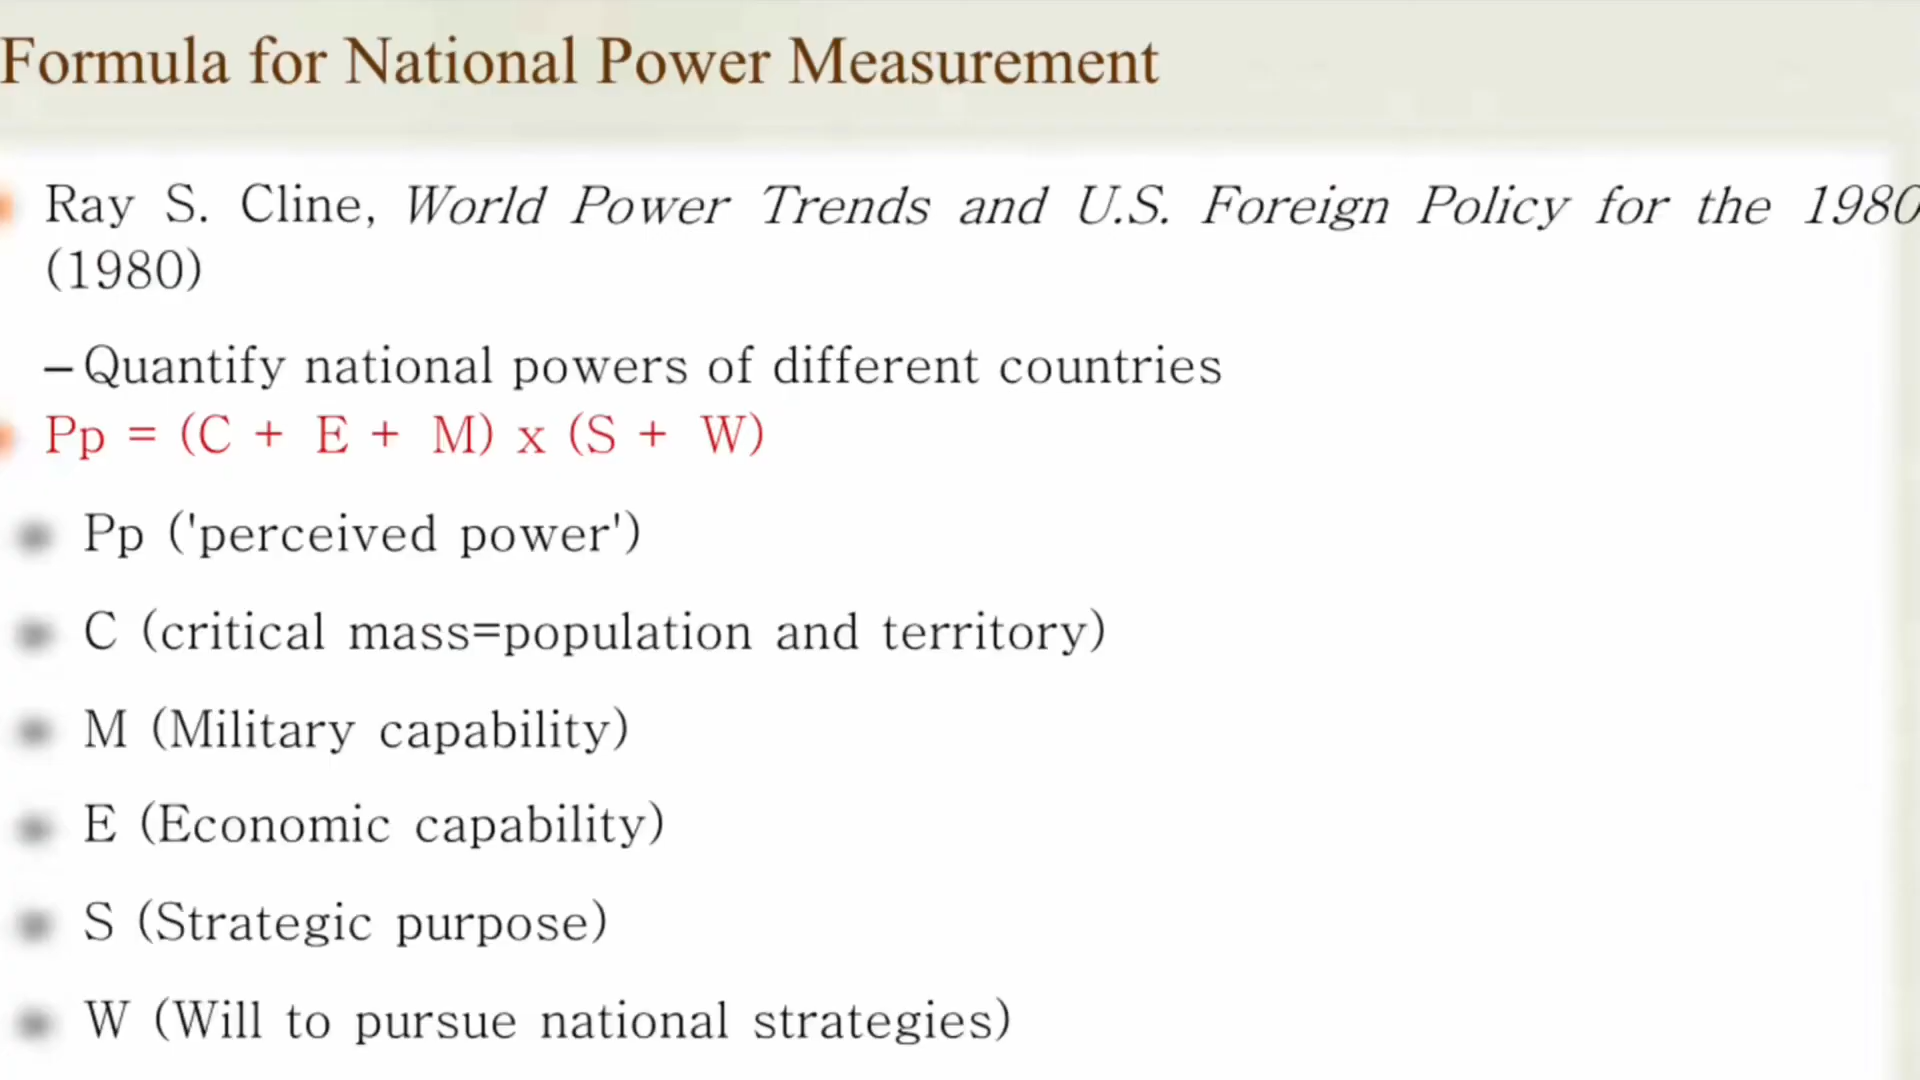 Formula for National Power Measurement
Ray S. Cline, World Power Trends and U.S. Foreign Policy for the 1980
(1980)
– Quantify national powers of different countries
Pp = (C + E + M) x (S + W)
Pp ('perceived power')
C (critical mass=population and territory)
M (Military capability)
E (Economic capability)
S (Strategic purpose)
W (Will to pursue national strategies)